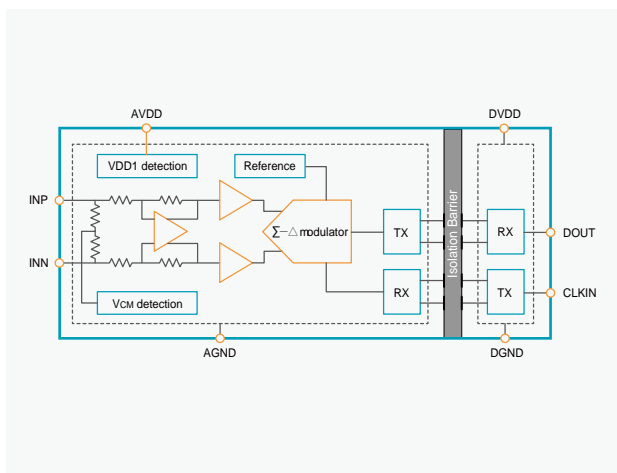 AVDD
DVDD
VDD1 detection
Reference
INP
INN
Σ-△ modulator
TX
RX
Isolation Barrier
RX
TX
DOUT
CLKIN
VCM detection
AGND
DGND